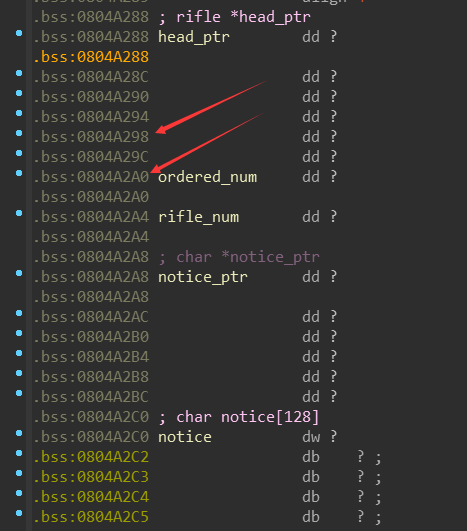 .bss:0804A288 ; rifle *head_ptr
.bss:0804A288 head_ptr dd ?
.bss:0804A288
.bss:0804A28C dd ?
.bss:0804A290 dd ?
.bss:0804A294 dd ?
.bss:0804A298 dd ?
.bss:0804A29C dd ?
.bss:0804A2A0 ordered_num dd ?
.bss:0804A2A0
.bss:0804A2A4 rifle_num dd ?
.bss:0804A2A4
.bss:0804A2A8 ; char *notice_ptr
.bss:0804A2A8 notice_ptr dd ?
.bss:0804A2A8
.bss:0804A2AC dd ?
.bss:0804A2B0 dd ?
.bss:0804A2B4 dd ?
.bss:0804A2B8 dd ?
.bss:0804A2BC dd ?
.bss:0804A2C0 ; char notice[128]
.bss:0804A2C0 notice dw ?
.bss:0804A2C2 db ? ;
.bss:0804A2C3 db ? ;
.bss:0804A2C4 db ? ;
.bss:0804A2C5 db ? ;